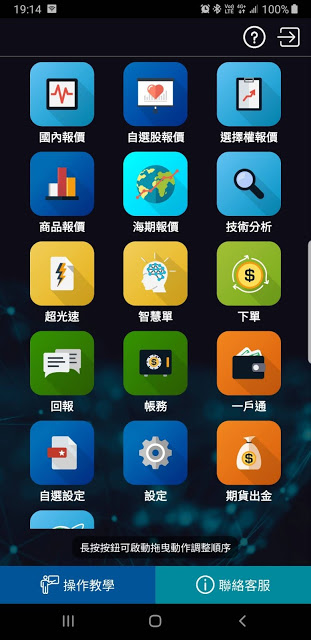 19:14
Vo)) LTE 4G+ 100%
國內報價 自選股報價 選擇權報價
商品報價 海期報價 技術分析
超光速 智慧單 下單
回報 帳務 一戶通
自選設定 設定 期貨出金
長按按鈕可啟動拖曳動作調整順序
操作教學 聯絡客服